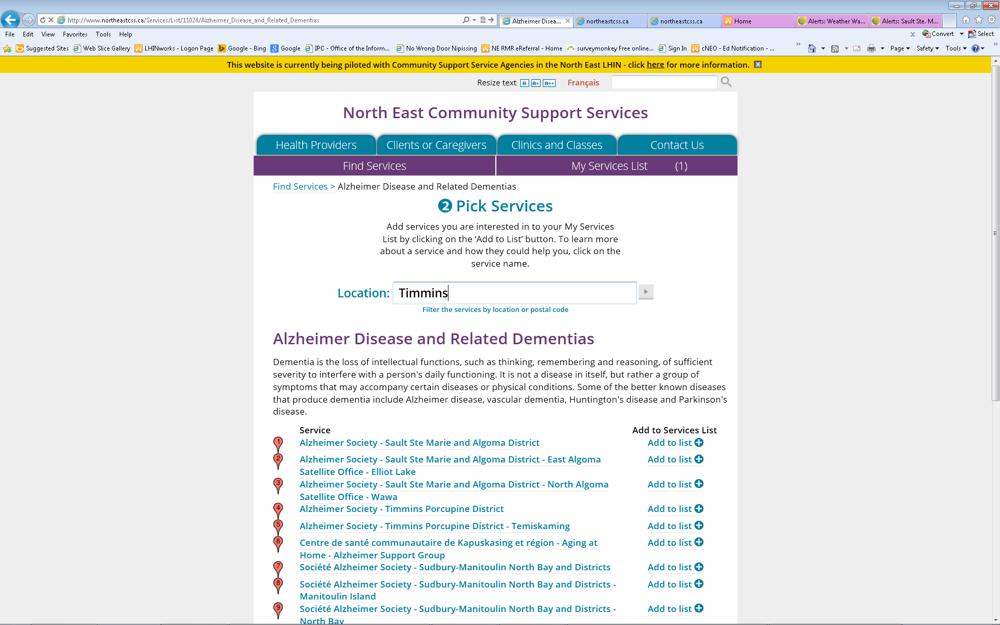 http://www.northeastcss.ca/Services/List/11028/Alzheimer_Disease_and_Related_Dementias
Alzheimer Disea...
northeastcss.ca
northeastcss.ca
Home
Alerts: Weather Wa...
Alerts: Sault Ste. M...
File Edit View Favorites Tools Help
Convert Select
Suggested Sites Web Slice Gallery LHINworks - Logon Page Google - Bing Google IPC - Office of the Inform... No Wrong Door Nipissing NE RMR eReferral - Home surveymonkey Free online... Sign In cNEO - Ed Notification - ... Page Safety Tools
This website is currently being piloted with Community Support Service Agencies in the North East LHIN - click here for more information.
Resize text A A+ A++ Français
North East Community Support Services
Health Providers Clients or Caregivers Clinics and Classes Contact Us
Find Services My Services List (1)
Find Services > Alzheimer Disease and Related Dementias
2 Pick Services
Add services you are interested in to your My Services
List by clicking on the ‘Add to List’ button. To learn more
about a service and how they could help you, click on the
service name.
Location: Timmins
Filter the services by location or postal code
Alzheimer Disease and Related Dementias
Dementia is the loss of intellectual functions, such as thinking, remembering and reasoning, of sufficient
severity to interfere with a person's daily functioning. It is not a disease in itself, but rather a group of
symptoms that may accompany certain diseases or physical conditions. Some of the better known diseases
that produce dementia include Alzheimer disease, vascular dementia, Huntington's disease and Parkinson's
disease.
Service Add to Services List
1 Alzheimer Society - Sault Ste Marie and Algoma District Add to list
2 Alzheimer Society - Sault Ste Marie and Algoma District - East Algoma Add to list
Satellite Office - Elliot Lake
3 Alzheimer Society - Sault Ste Marie and Algoma District - North Algoma Add to list
Satellite Office - Wawa
4 Alzheimer Society - Timmins Porcupine District Add to list
5 Alzheimer Society - Timmins Porcupine District - Temiskaming Add to list
6 Centre de santé communautaire de Kapuskasing et région - Aging at Add to list
Home - Alzheimer Support Group
7 Société Alzheimer Society - Sudbury-Manitoulin North Bay and Districts Add to list
8 Société Alzheimer Society - Sudbury-Manitoulin North Bay and Districts - Add to list
Manitoulin Island
9 Société Alzheimer Society - Sudbury-Manitoulin North Bay and Districts - Add to list
North Bay